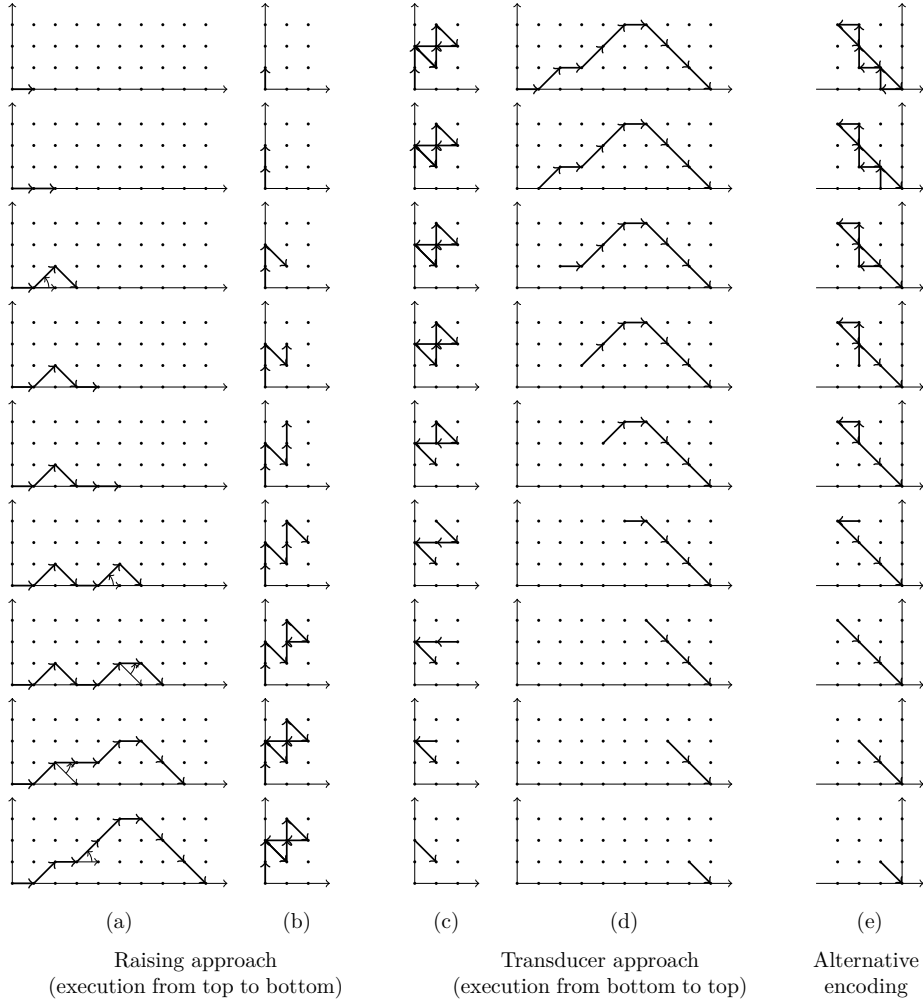 (a)
(b)
(c)
(d)
(e)
Raising approach
(execution from top to bottom)
Transducer approach
(execution from bottom to top)
Alternative
encoding